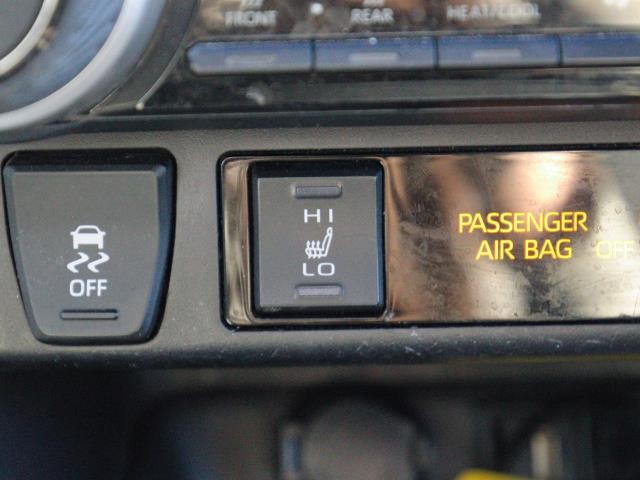 FRONT REAR HEAT/COOL
OFF
HI
LO
PASSENGER
AIR BAG OFF